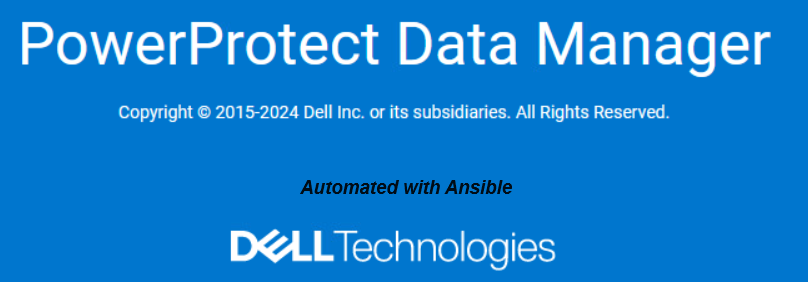 PowerProtect Data Manager
Copyright © 2015-2024 Dell Inc. or its subsidiaries. All Rights Reserved.
Automated with Ansible
DELL Technologies